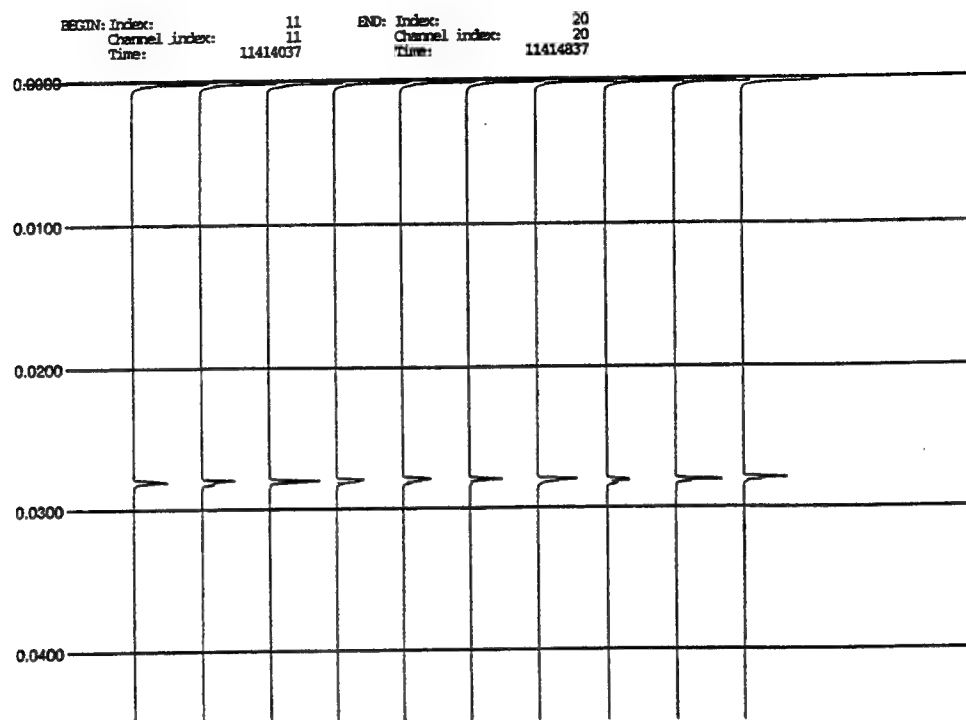 BEGIN: Index: 11 END: Index: 20
Channel index: 11 Channel index: 20
Time: 11414037 Time: 11414837
0.0000
0.0100
0.0200
0.0300
0.0400